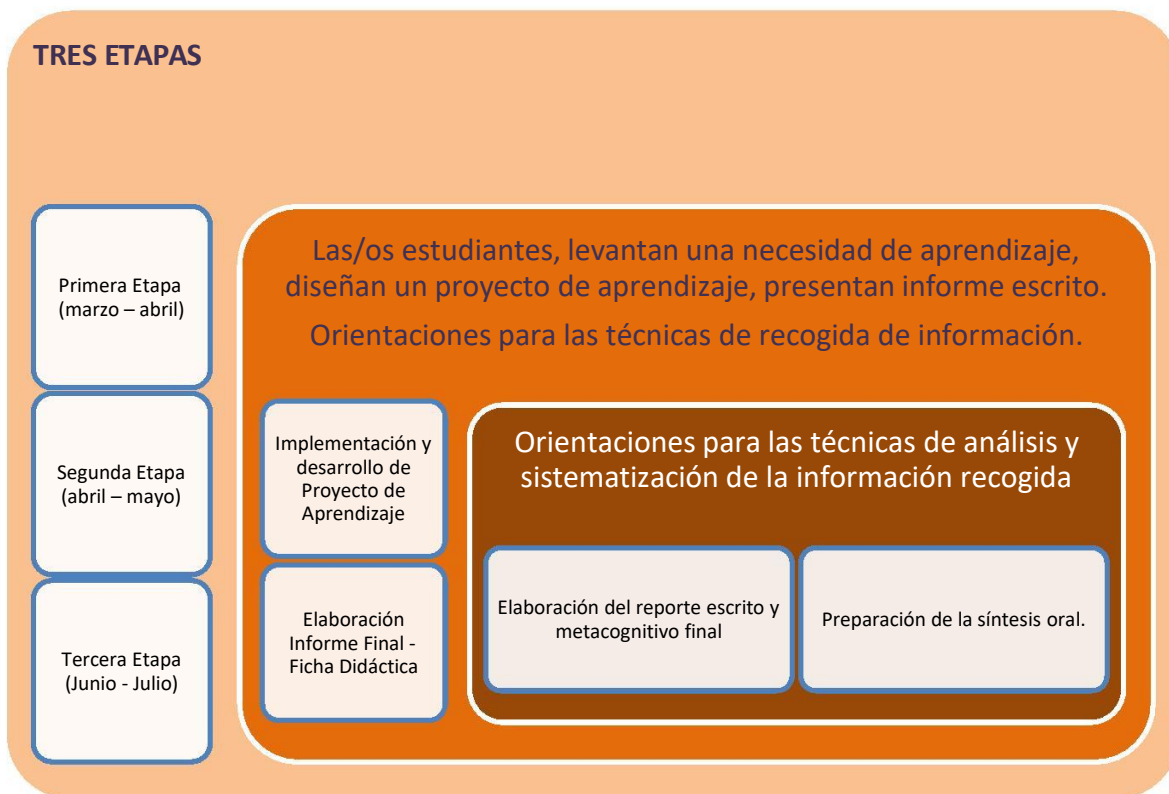 TRES ETAPAS
Primera Etapa
(marzo – abril)
Las/os estudiantes, levantan una necesidad de aprendizaje,
diseñan un proyecto de aprendizaje, presentan informe escrito.
Orientaciones para las técnicas de recogida de información.
Segunda Etapa
(abril – mayo)
Implementación y
desarrollo de
Proyecto de
Aprendizaje
Orientaciones para las técnicas de análisis y
sistematización de la información recogida
Tercera Etapa
(Junio - Julio)
Elaboración
Informe Final -
Ficha Didáctica
Elaboración del reporte escrito y
metacognitivo final
Preparación de la síntesis oral.